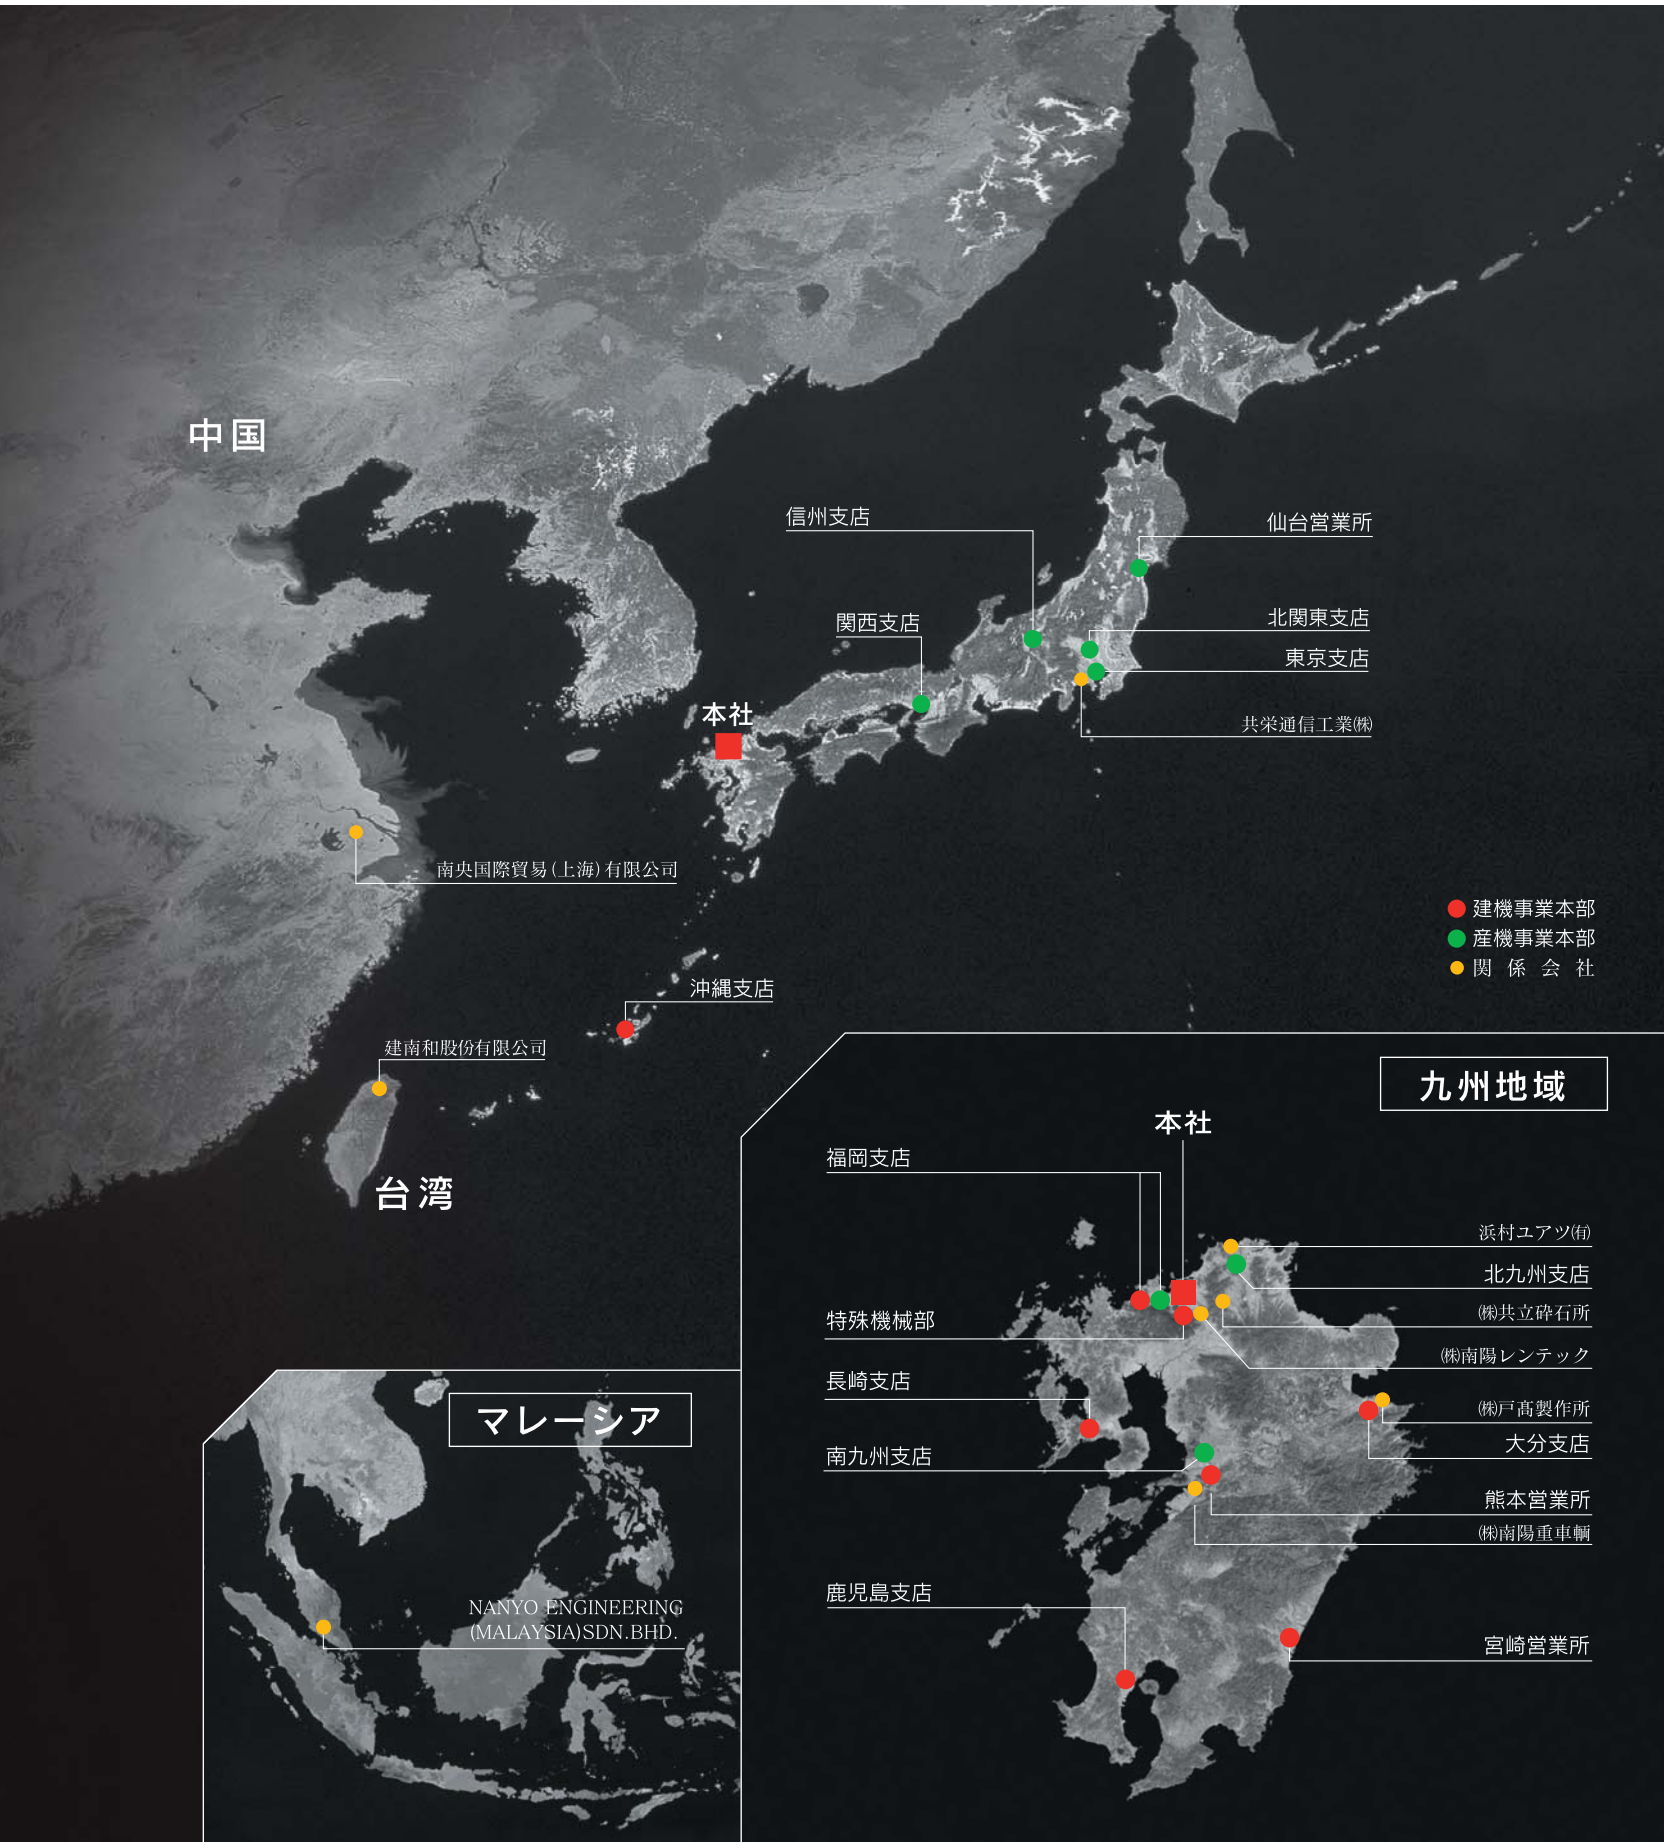 中国
信州支店
仙台営業所
関西支店
北関東支店
東京支店
本社
共栄通信工業㈱
南央国際貿易(上海)有限公司
建機事業本部
産機事業本部
関係会社
沖縄支店
建南和股份有限公司
台湾
九州地域
本社
福岡支店
浜村ユアツ㈲
北九州支店
㈱共立砕石所
特殊機械部
㈱南陽レンテック
長崎支店
㈱戸髙製作所
大分支店
南九州支店
熊本営業所
㈱南陽重車輌
鹿児島支店
宮崎営業所
マレーシア
NANYO ENGINEERING
(MALAYSIA)SDN.BHD.